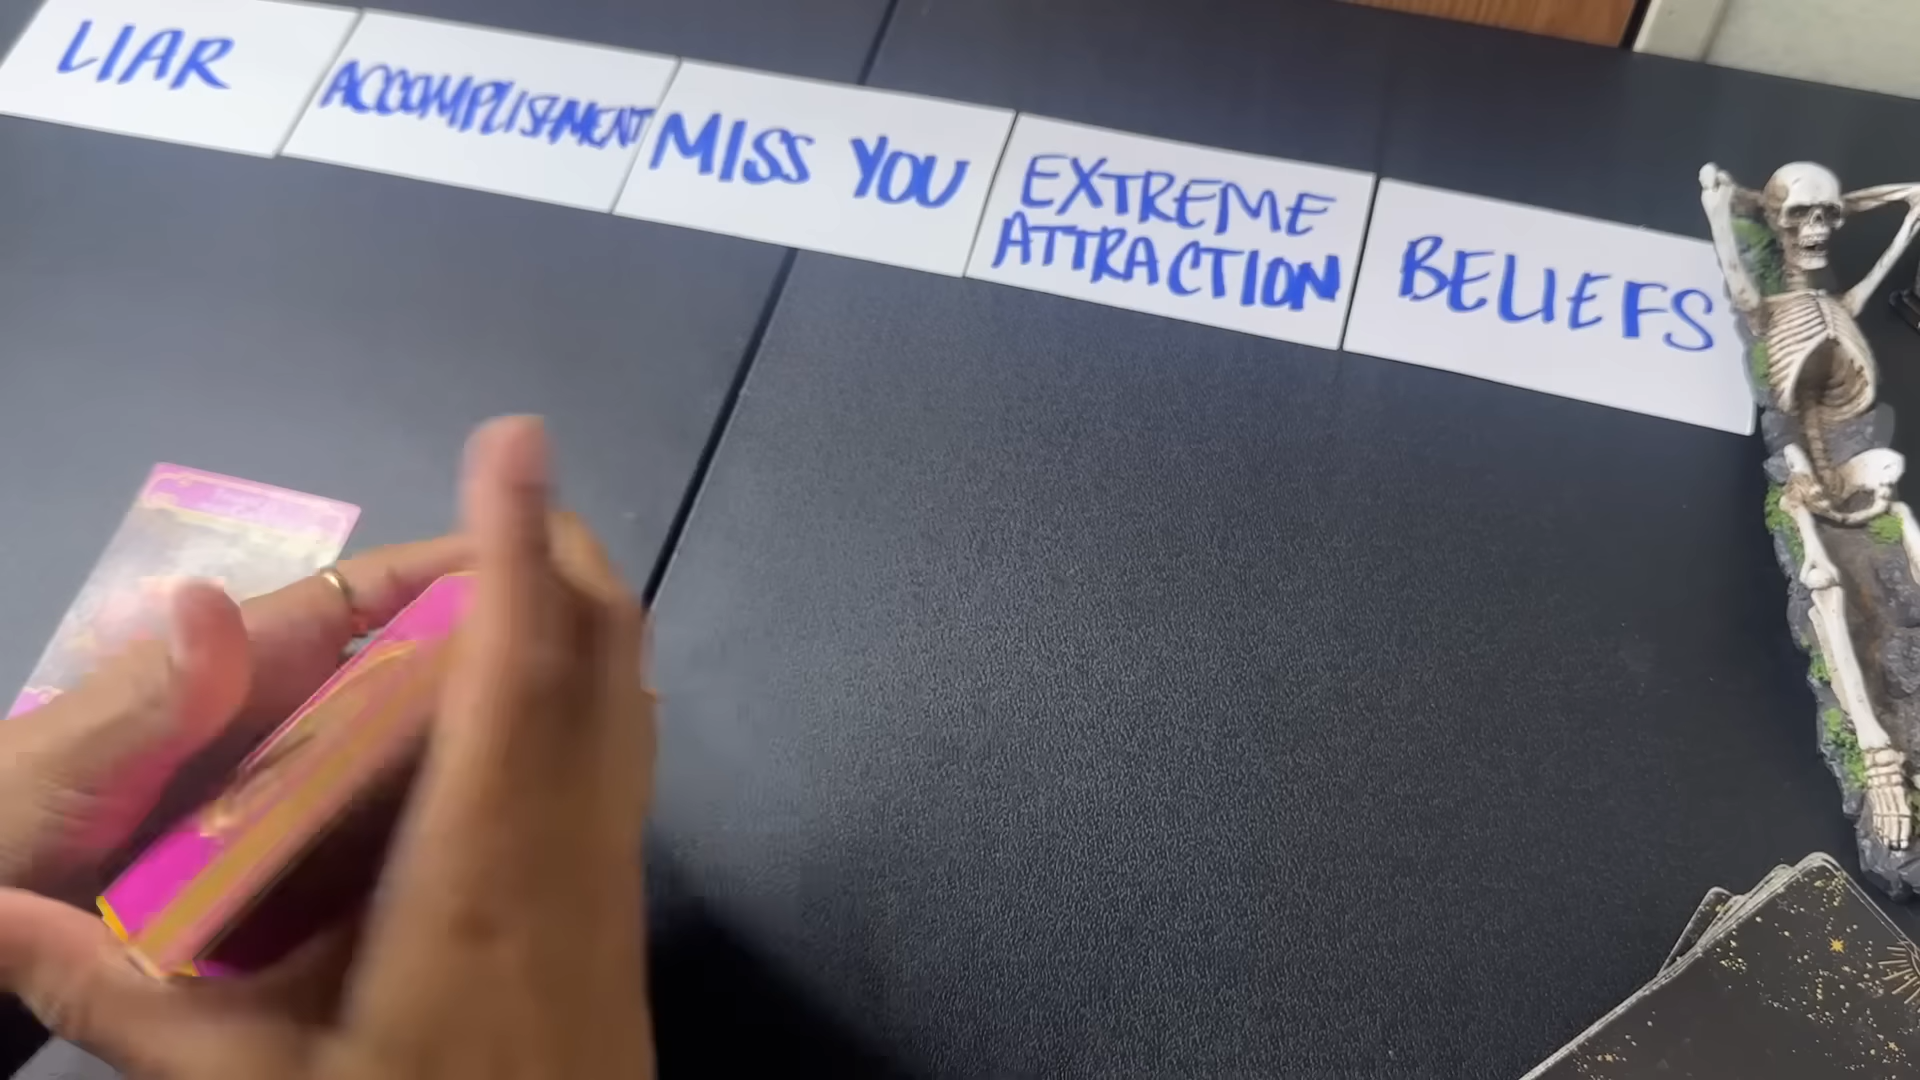 LIAR
ACCOMPLISHMENT
MISS YOU
EXTREME
ATTRACTION
BELIEFS